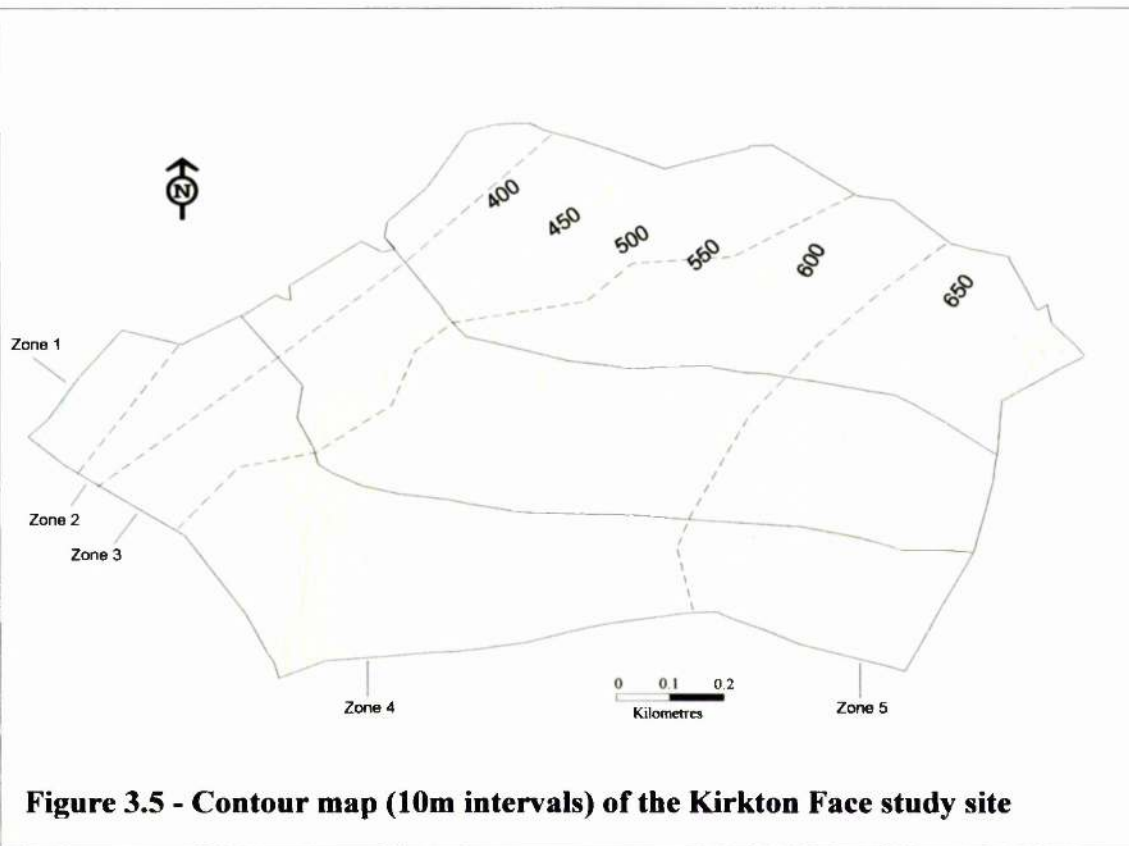 N
400
450
500
550
600
650
Zone 1
Zone 2
Zone 3
Zone 4
Zone 5
0 0.1 0.2
Kilometres
Figure 3.5 - Contour map (10m intervals) of the Kirkton Face study site